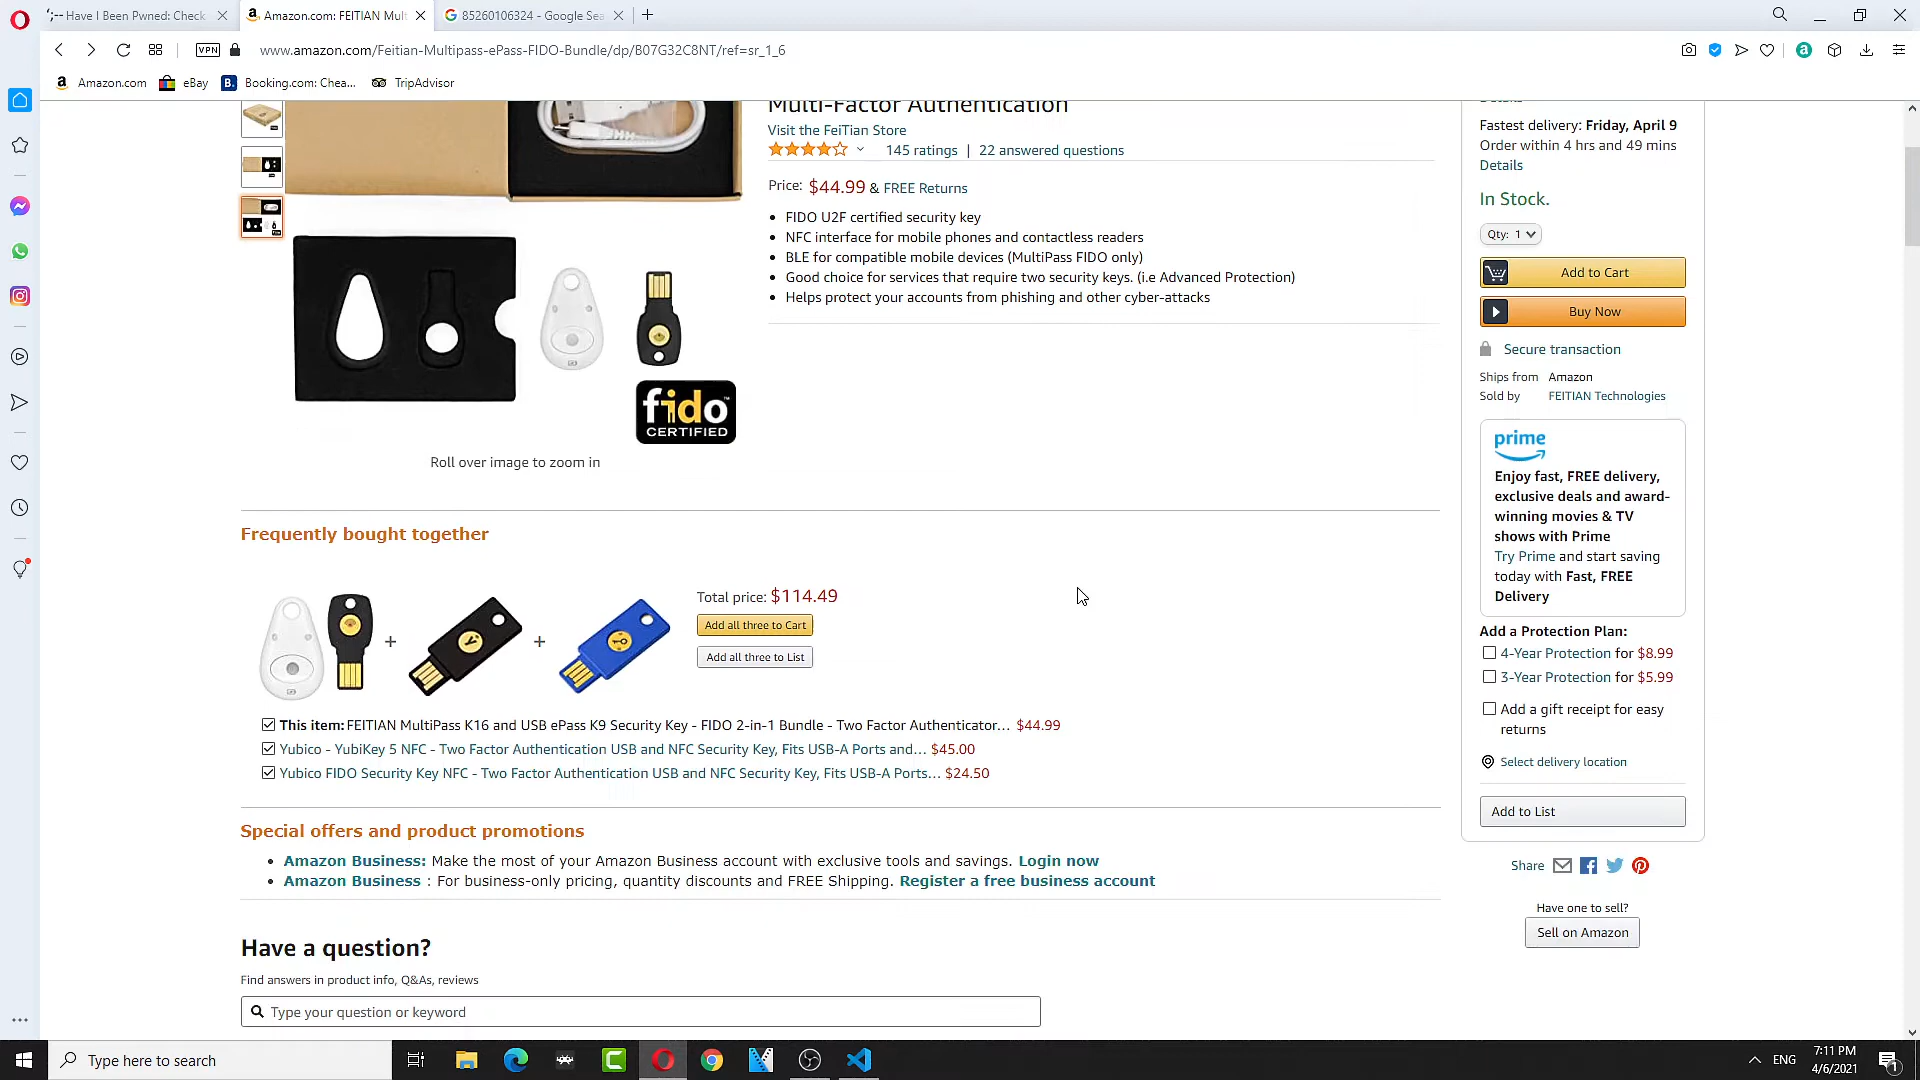 Have I Been Pwned: Check
Amazon.com: FEITIAN Mult
85260106324 - Google Sea
VPN
www.amazon.com/Feitian-Multipass-ePass-FIDO-Bundle/dp/B07G32C8NT/ref=sr_1_6
Amazon.com
eBay
Booking.com: Chea...
TripAdvisor
Multi-Factor Authentication
Visit the FeiTian Store
145 ratings | 22 answered questions
Price: $44.99 & FREE Returns
FIDO U2F certified security key
NFC interface for mobile phones and contactless readers
BLE for compatible mobile devices (MultiPass FIDO only)
Good choice for services that require two security keys. (i.e Advanced Protection)
Helps protect your accounts from phishing and other cyber-attacks
fido
CERTIFIED
Roll over image to zoom in
Frequently bought together
Total price: $114.49
Add all three to Cart
Add all three to List
This item: FEITIAN MultiPass K16 and USB ePass K9 Security Key - FIDO 2-in-1 Bundle - Two Factor Authenticator... $44.99
Yubico - YubiKey 5 NFC - Two Factor Authentication USB and NFC Security Key, Fits USB-A Ports and... $45.00
Yubico FIDO Security Key NFC - Two Factor Authentication USB and NFC Security Key, Fits USB-A Ports... $24.50
Special offers and product promotions
Amazon Business: Make the most of your Amazon Business account with exclusive tools and savings. Login now
Amazon Business : For business-only pricing, quantity discounts and FREE Shipping. Register a free business account
Have a question?
Find answers in product info, Q&As, reviews
Type your question or keyword
Details
Fastest delivery: Friday, April 9
Order within 4 hrs and 49 mins
Details
In Stock.
Qty: 1
Add to Cart
Buy Now
Secure transaction
Ships from Amazon
Sold by FEITIAN Technologies
prime
Enjoy fast, FREE delivery,
exclusive deals and award-
winning movies & TV
shows with Prime
Try Prime and start saving
today with Fast, FREE
Delivery
Add a Protection Plan:
4-Year Protection for $8.99
3-Year Protection for $5.99
Add a gift receipt for easy
returns
Select delivery location
Add to List
Share
Have one to sell?
Sell on Amazon
Type here to search
ENG
7:11 PM
4/6/2021
1